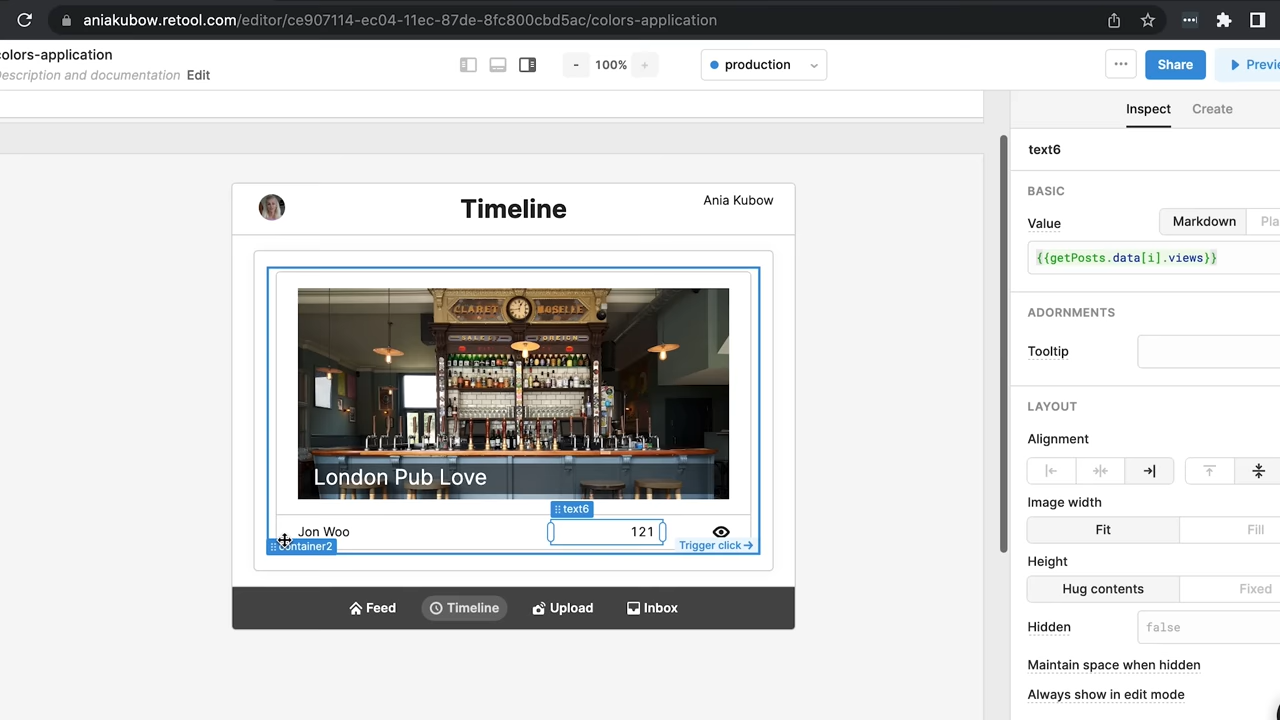 aniakubow.retool.com/editor/ce907114-ec04-11ec-87de-8fc800cbd5ac/colors-application
colors-application
Description and documentation Edit
- 100% +
production
Share
Inspect Create
text6
BASIC
Value
Markdown
{{getPosts.data[i].views}}
ADORNMENTS
Tooltip
LAYOUT
Alignment
Image width
Fit Fill
Height
Hug contents Fixed
Hidden
false
Maintain space when hidden
Always show in edit mode
Timeline
Ania Kubow
CLARET MOSELLE
London Pub Love
text6
Jon Woo
121
container2
Trigger click →
Feed Timeline Upload Inbox